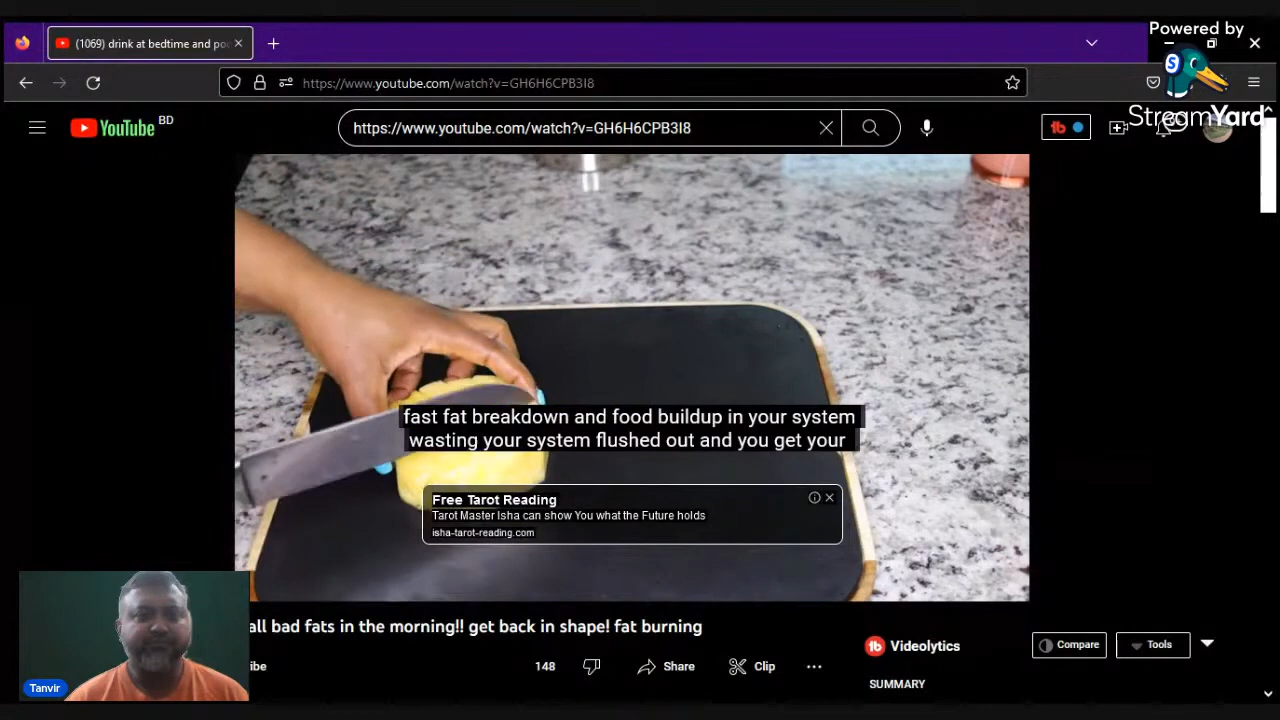 Powered by
(1069) drink at bedtime and po
https://www.youtube.com/watch?v=GH6H6CPB3I8
StreamYard
YouTube BD
https://www.youtube.com/watch?v=GH6H6CPB3I8
fast fat breakdown and food buildup in your system
wasting your system flushed out and you get your
Free Tarot Reading
Tarot Master Isha can show You what the Future holds
isha-tarot-reading.com
all bad fats in the morning!! get back in shape! fat burning
Videolytics
Compare
Tools
ibe
148
Share
Clip
SUMMARY
Tanvir